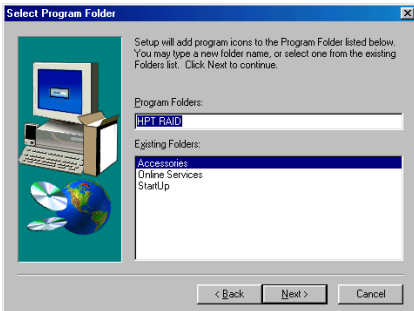 Select Program Folder
Setup will add program icons to the Program Folder listed below.
You may type a new folder name, or select one from the existing
Folders list. Click Next to continue.
Program Folders:
HPT RAID
Existing Folders:
Accessories
Online Services
StartUp
< Back
Next >
Cancel